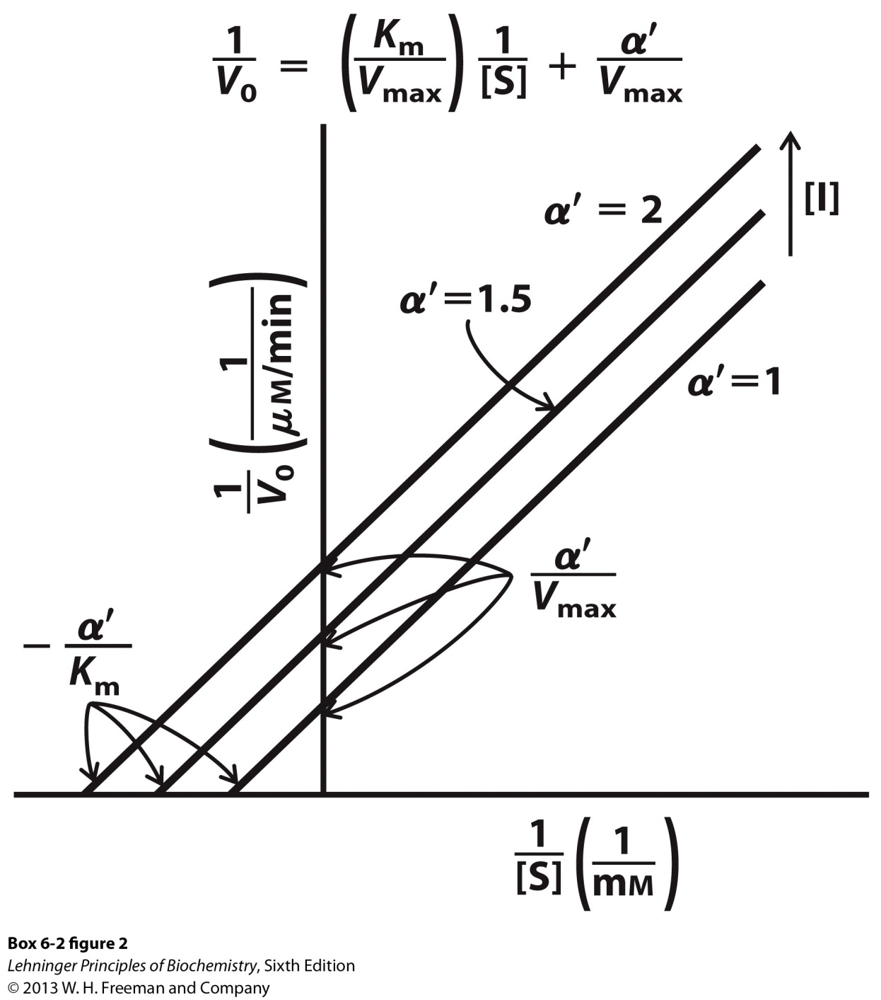 1/V0 = (Km/Vmax) 1/[S] + α′/Vmax
[I]
α′ = 2
α′=1.5
α′=1
1/V0 (1/μM/min)
α′/Vmax
− α′/Km
1/[S] (1/mM)
Box 6-2 figure 2
Lehninger Principles of Biochemistry, Sixth Edition
© 2013 W. H. Freeman and Company